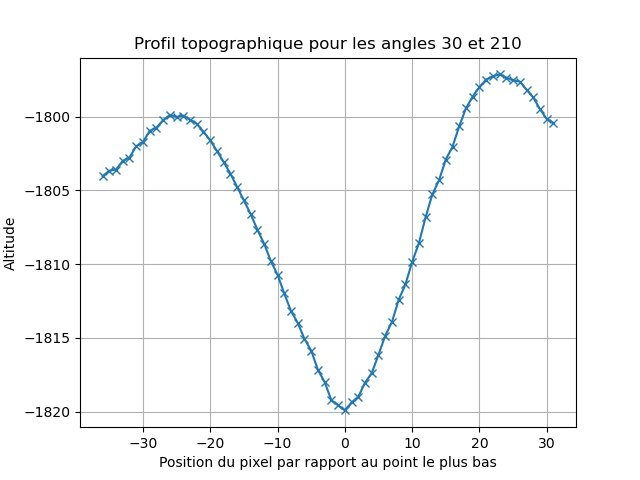 Profil topographique pour les angles 30 et 210
Altitude
−1800
−1805
−1810
−1815
−1820
−30 −20 −10 0 10 20 30
Position du pixel par rapport au point le plus bas